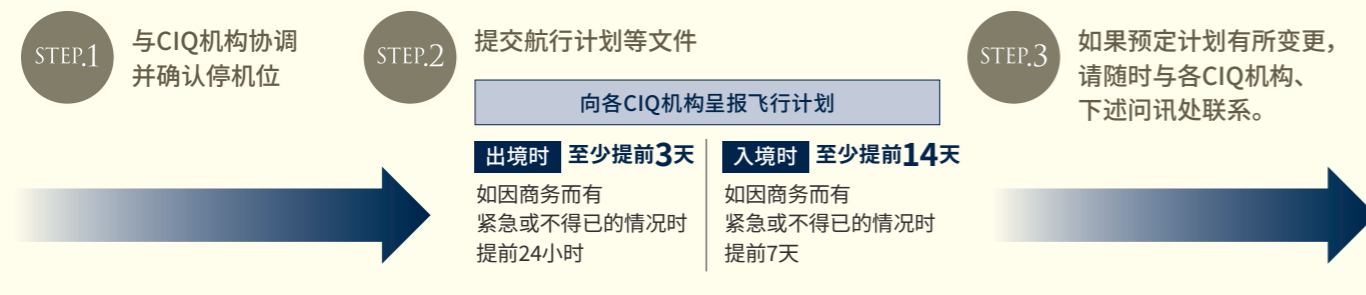 STEP.1
与CIQ机构协调
并确认停机位
STEP.2
提交航行计划等文件
向各CIQ机构呈报飞行计划
出境时 至少提前3天
如因商务而有
紧急或不得已的情况时
提前24小时
入境时 至少提前14天
如因商务而有
紧急或不得已的情况时
提前7天
STEP.3
如果预定计划有所变更，
请随时与各CIQ机构、
下述问讯处联系。